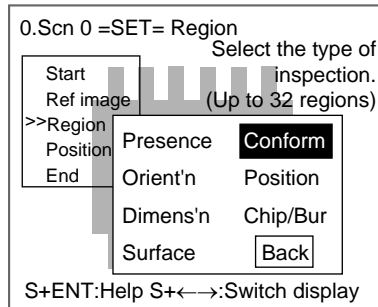 0.Scn 0 =SET= Region
Select the type of
inspection.
(Up to 32 regions)
Start
Ref image
>>Region
Position
End
Presence Conform
Orient'n Position
Dimens'n Chip/Bur
Surface Back
S+ENT:Help S+←→:Switch display